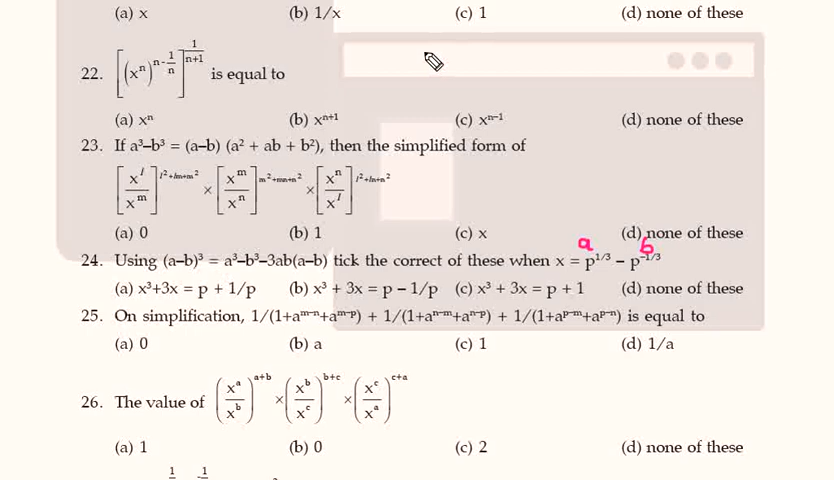 (a) x (b) 1/x (c) 1 (d) none of these
22. [(xⁿ)^(n-1/n)]^(1/(n+1)) is equal to
(a) xⁿ (b) xⁿ⁺¹ (c) xⁿ⁻¹ (d) none of these
23. If a³–b³ = (a–b) (a² + ab + b²), then the simplified form of
[x^l/x^m]^(l²+lm+m²) × [x^m/x^n]^(m²+mn+n²) × [x^n/x^l]^(l²+ln+n²)
(a) 0 (b) 1 (c) x (d) none of these
a b
24. Using (a–b)³ = a³–b³–3ab(a–b) tick the correct of these when x = p^(1/3) – p^(–1/3)
(a) x³+3x = p + 1/p (b) x³ + 3x = p – 1/p (c) x³ + 3x = p + 1 (d) none of these
25. On simplification, 1/(1+a^(m–n)+a^(m–p)) + 1/(1+a^(n–m)+a^(n–p)) + 1/(1+a^(p–m)+a^(p–n)) is equal to
(a) 0 (b) a (c) 1 (d) 1/a
26. The value of (x^a/x^b)^(a+b) × (x^b/x^c)^(b+c) × (x^c/x^a)^(c+a)
(a) 1 (b) 0 (c) 2 (d) none of these